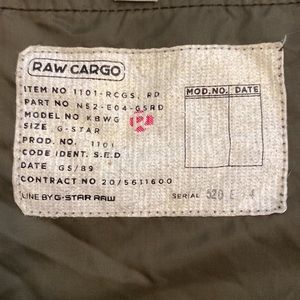 RAW CARGO
ITEM NO 1101-RCGS. RD
PART NO NS2-E04-GSRD
MODEL NO KBWG
SIZE G-STAR
PROD. NO. 1101
CODE IDENT. S.E.D
DATE GS/89
CONTRACT NO 20/5611600
LINE BY G-STAR RAW
MOD.NO. DATE
SERIAL 520